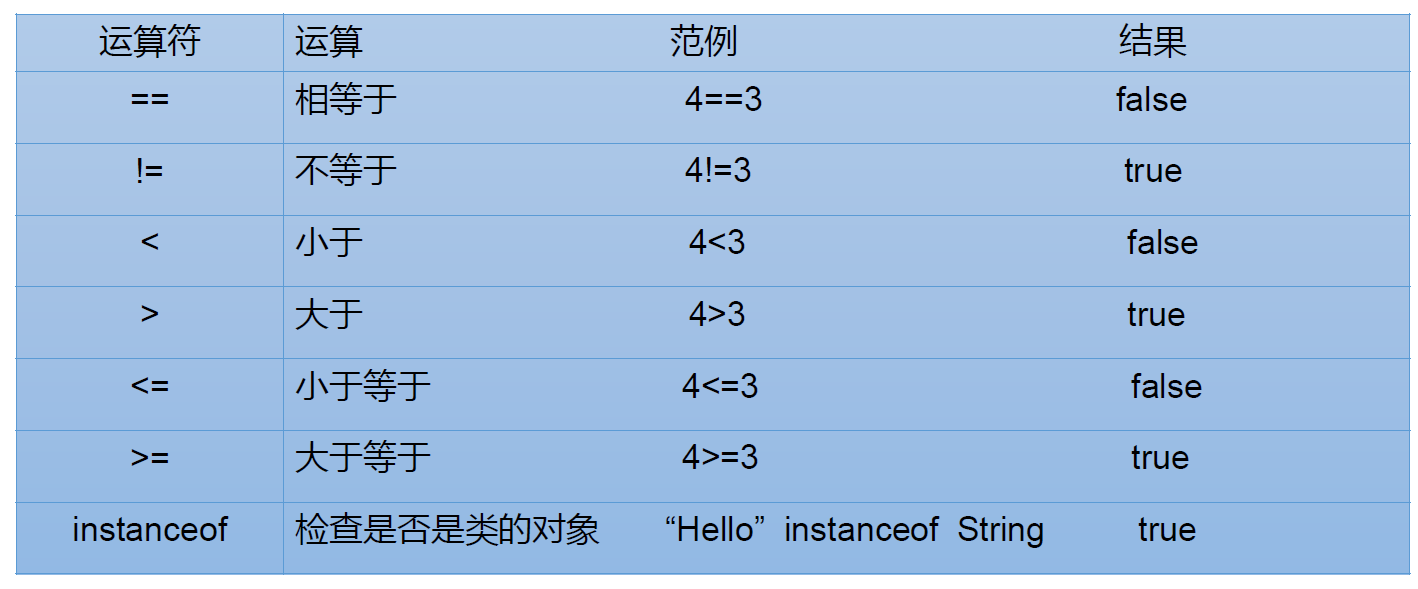 运算符 运算 范例 结果
== 相等于 4==3 false
!= 不等于 4!=3 true
< 小于 4<3 false
> 大于 4>3 true
<= 小于等于 4<=3 false
>= 大于等于 4>=3 true
instanceof 检查是否是类的对象 “Hello” instanceof String true